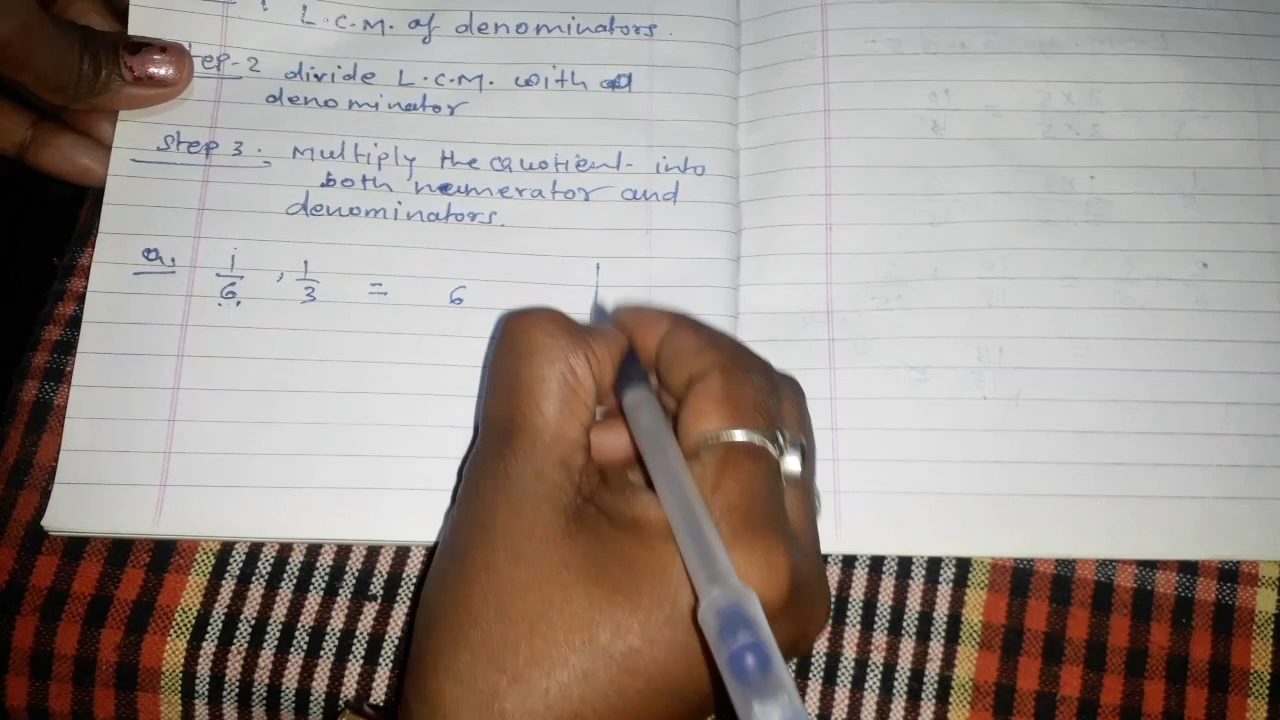 L.C.M. of denominators.
tep-2 divide L.C.M. with
denominator
Step 3. Multiply the quotient into
both numerator and
denominators.
Q. 1/6, 1/3 = 6